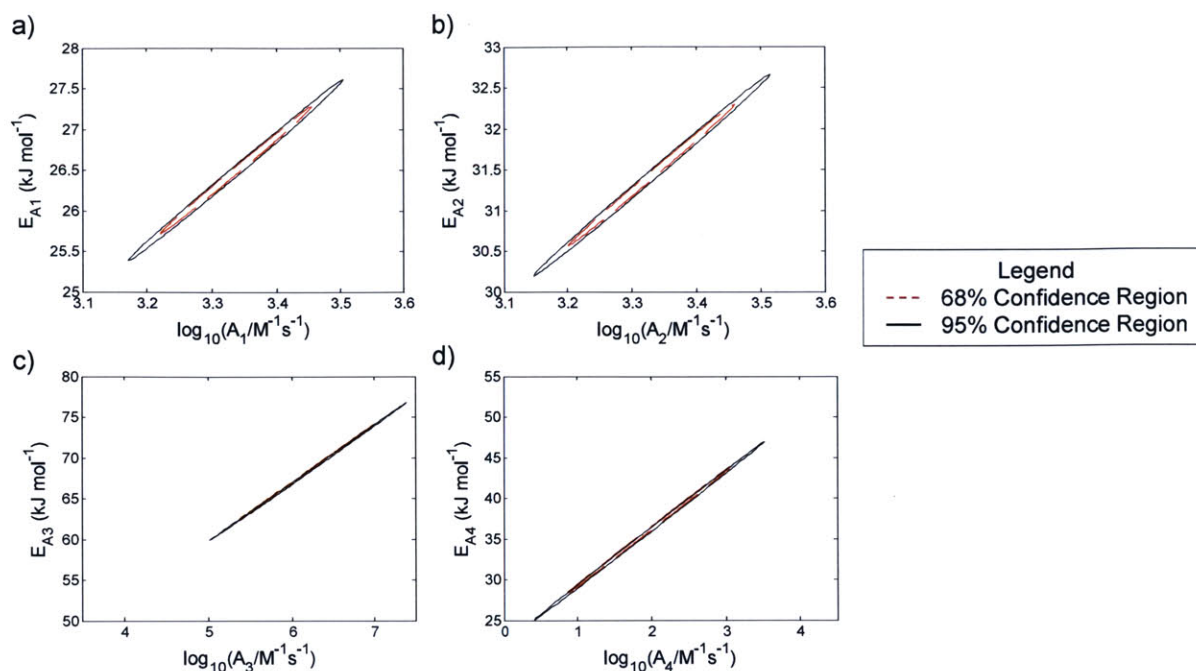 a)
28
27.5
27
26.5
26
25.5
25
E_A1 (kJ mol⁻¹)
3.1 3.2 3.3 3.4 3.5 3.6
log₁₀(A₁/M⁻¹s⁻¹)
b)
33
32.5
32
31.5
31
30.5
30
E_A2 (kJ mol⁻¹)
3.1 3.2 3.3 3.4 3.5 3.6
log₁₀(A₂/M⁻¹s⁻¹)
Legend
68% Confidence Region
95% Confidence Region
c)
80
75
70
65
60
55
50
E_A3 (kJ mol⁻¹)
4 5 6 7
log₁₀(A₃/M⁻¹s⁻¹)
d)
55
50
45
40
35
30
25
E_A4 (kJ mol⁻¹)
0 1 2 3 4
log₁₀(A₄/M⁻¹s⁻¹)